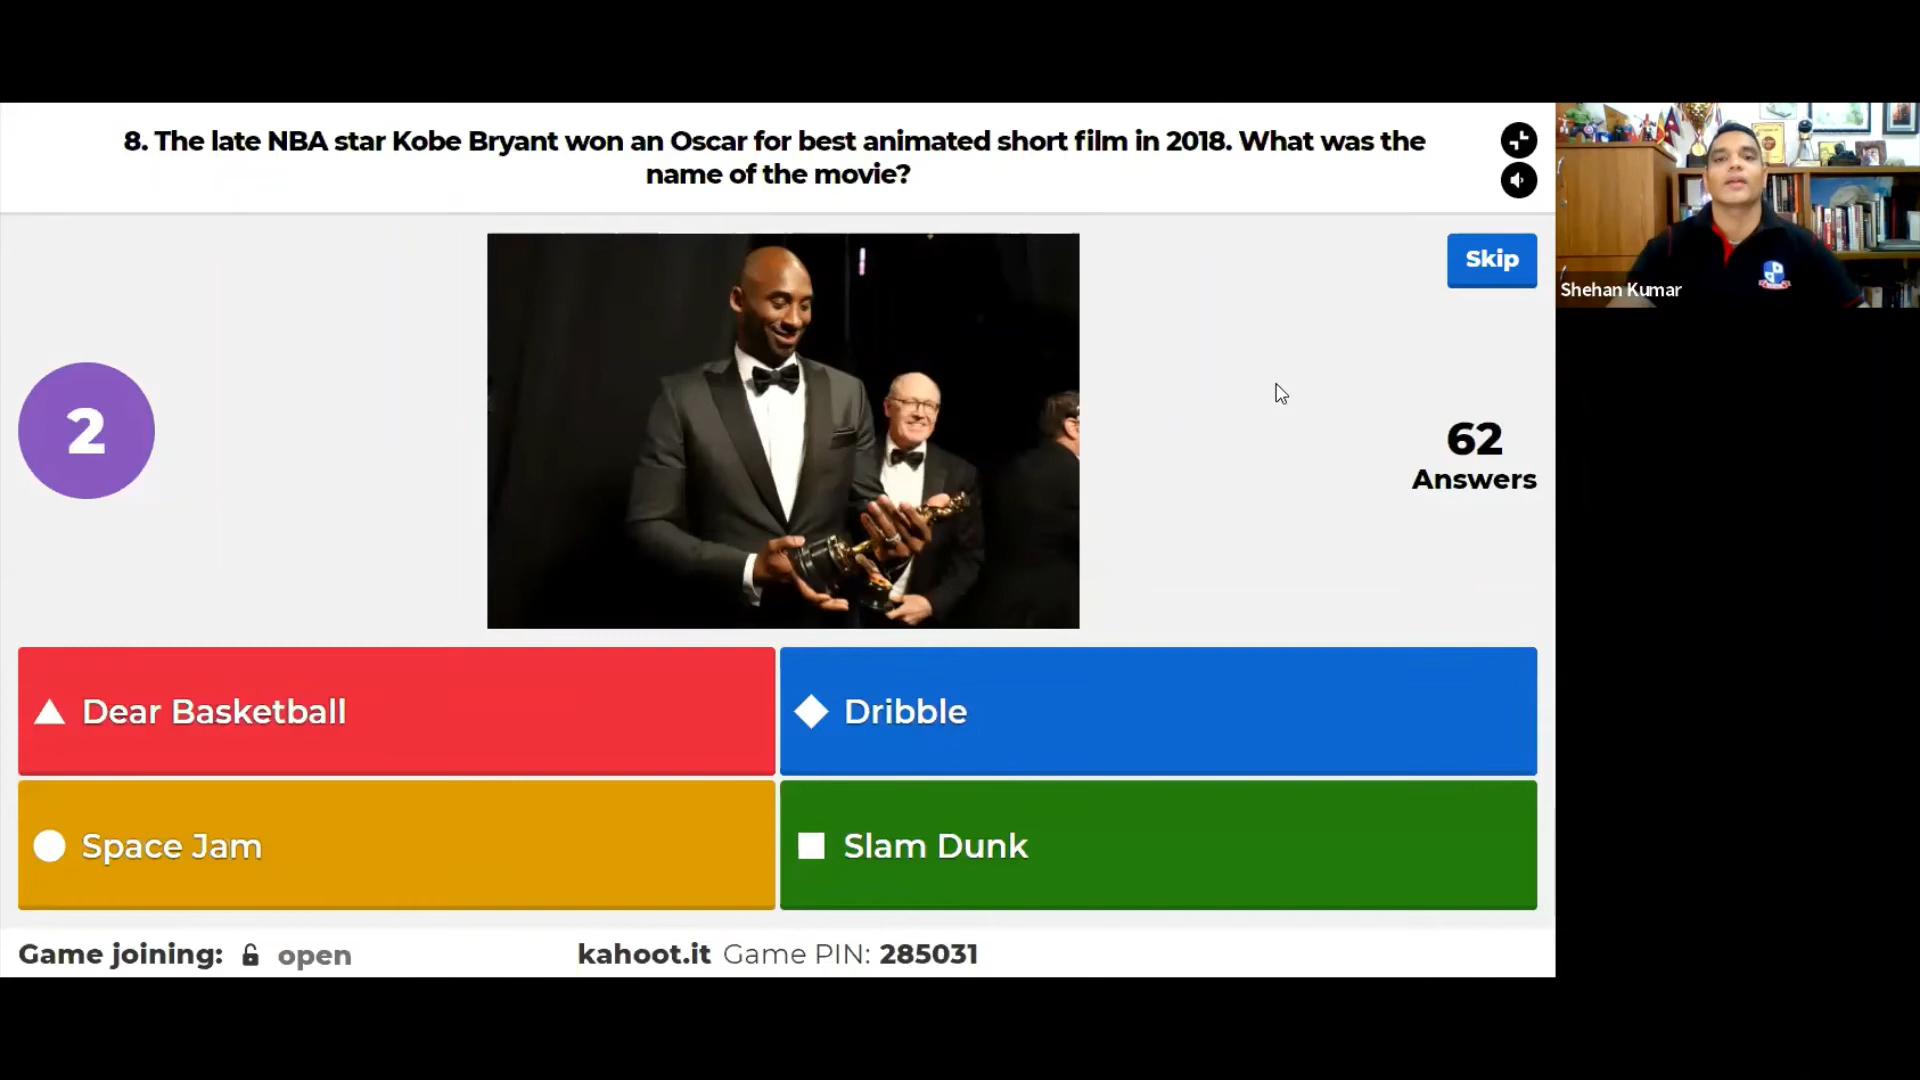 8. The late NBA star Kobe Bryant won an Oscar for best animated short film in 2018. What was the
name of the movie?
Skip
Shehan Kumar
2
62
Answers
Dear Basketball
Dribble
Space Jam
Slam Dunk
Game joining: open
kahoot.it Game PIN: 285031